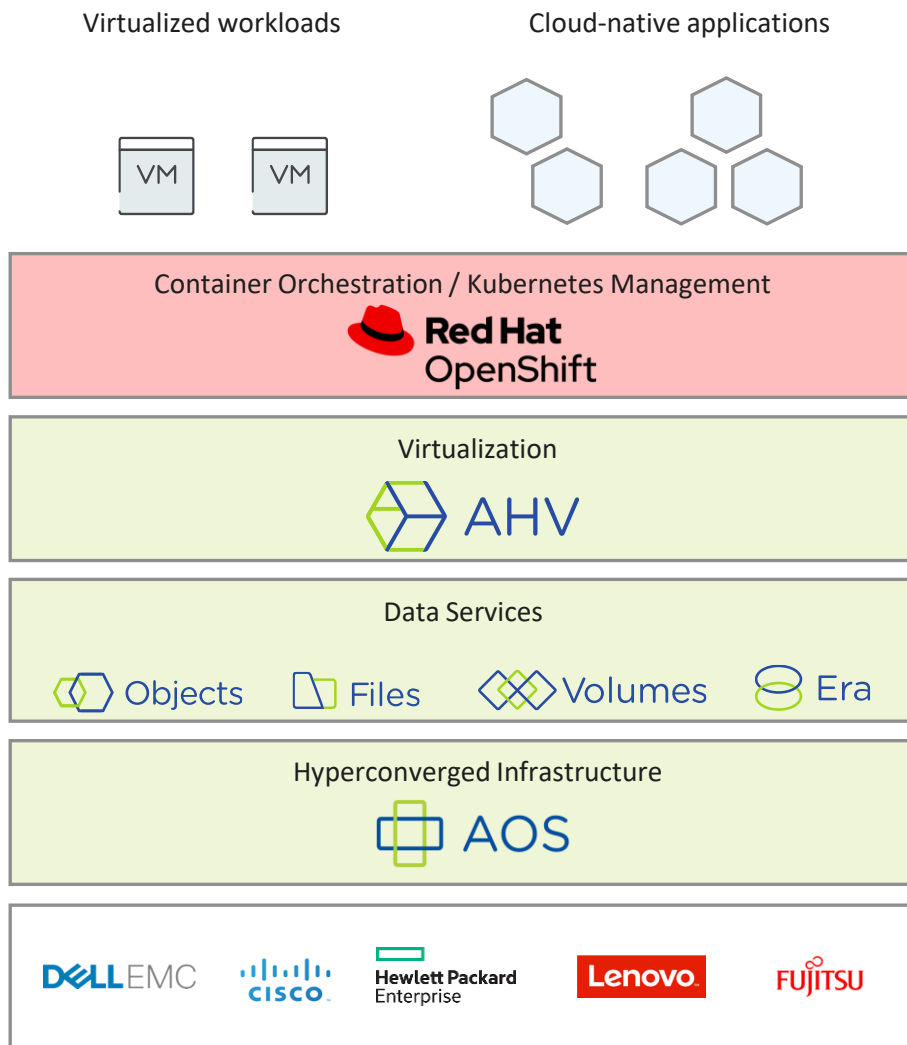 Virtualized workloads
Cloud-native applications
VM
VM
Container Orchestration / Kubernetes Management
Red Hat
OpenShift
Virtualization
AHV
Data Services
Objects
Files
Volumes
Era
Hyperconverged Infrastructure
AOS
DELLEMC
CISCO
Hewlett Packard
Enterprise
Lenovo
FUJITSU